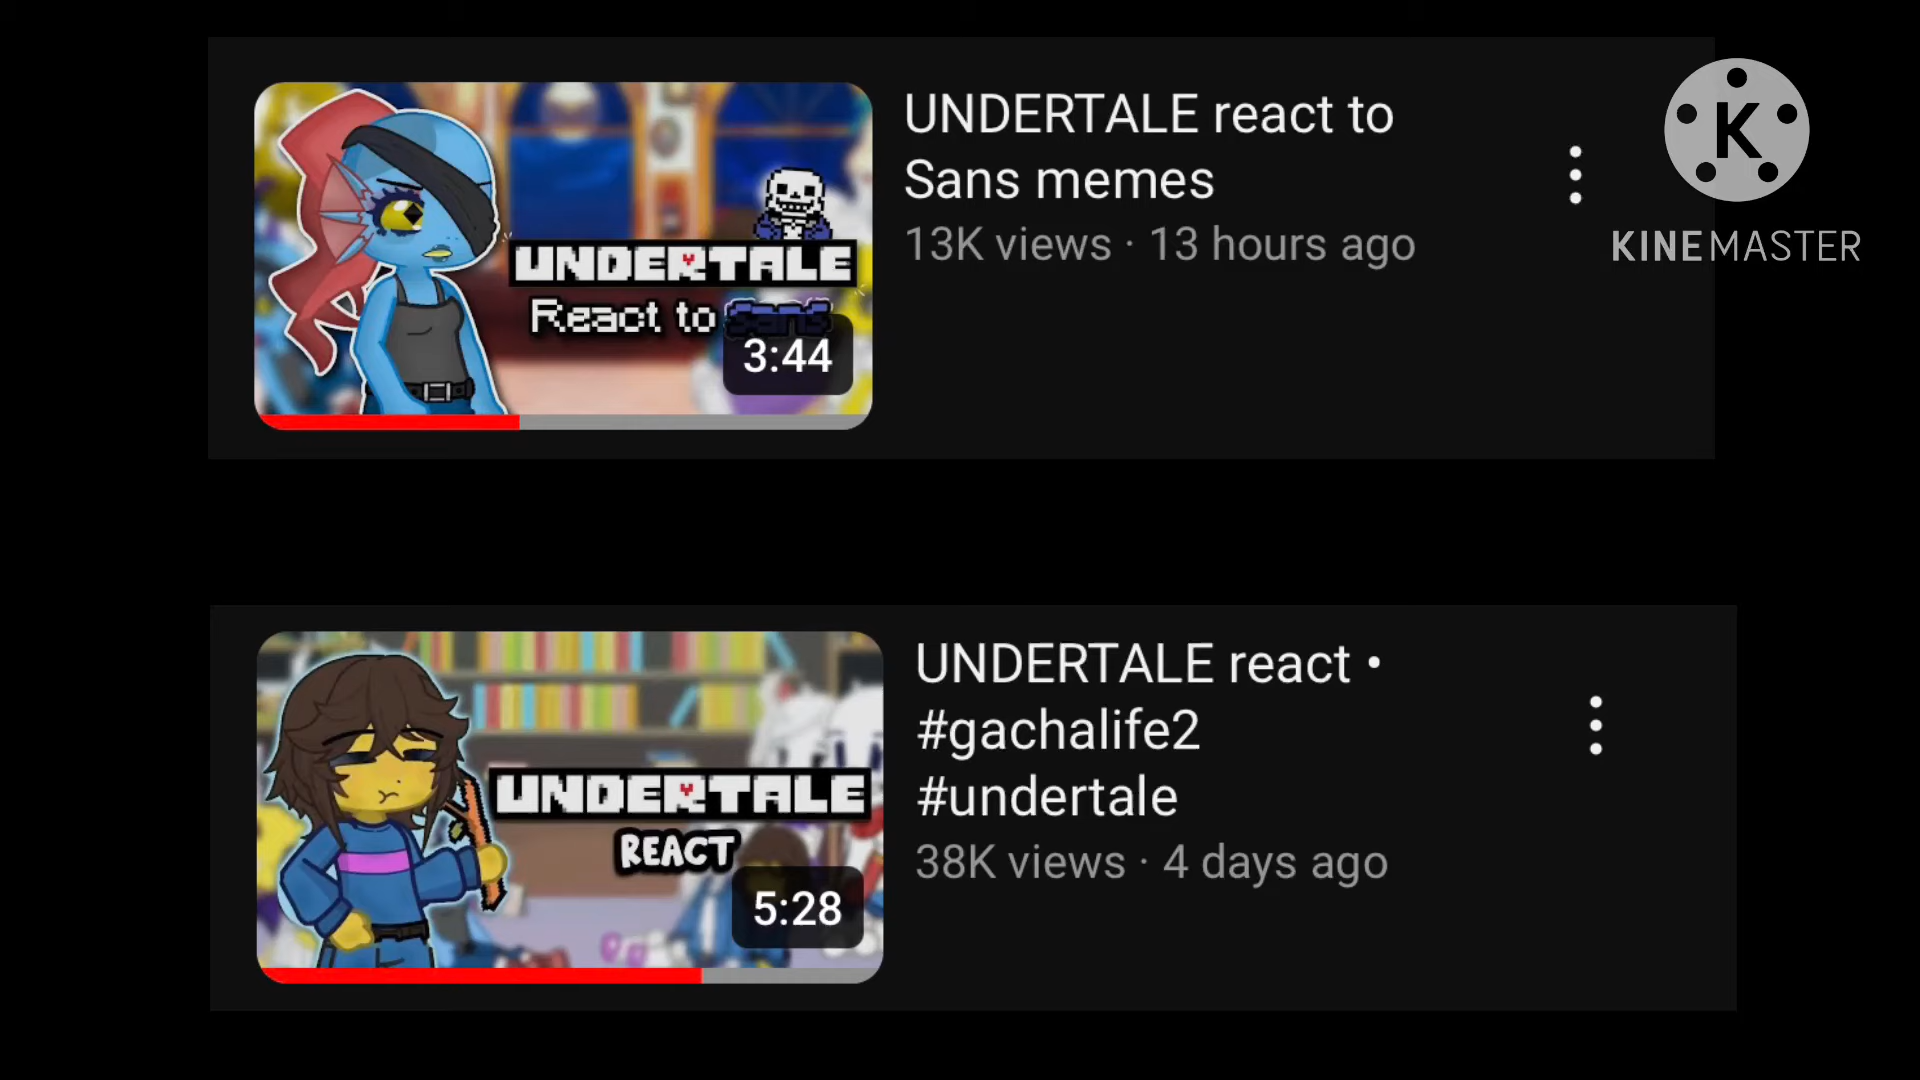 UNDERTALE
React to Sans
3:44
UNDERTALE react to
Sans memes
13K views · 13 hours ago
K
KINEMASTER
UNDERTALE
REACT
5:28
UNDERTALE react •
#gachalife2
#undertale
38K views · 4 days ago